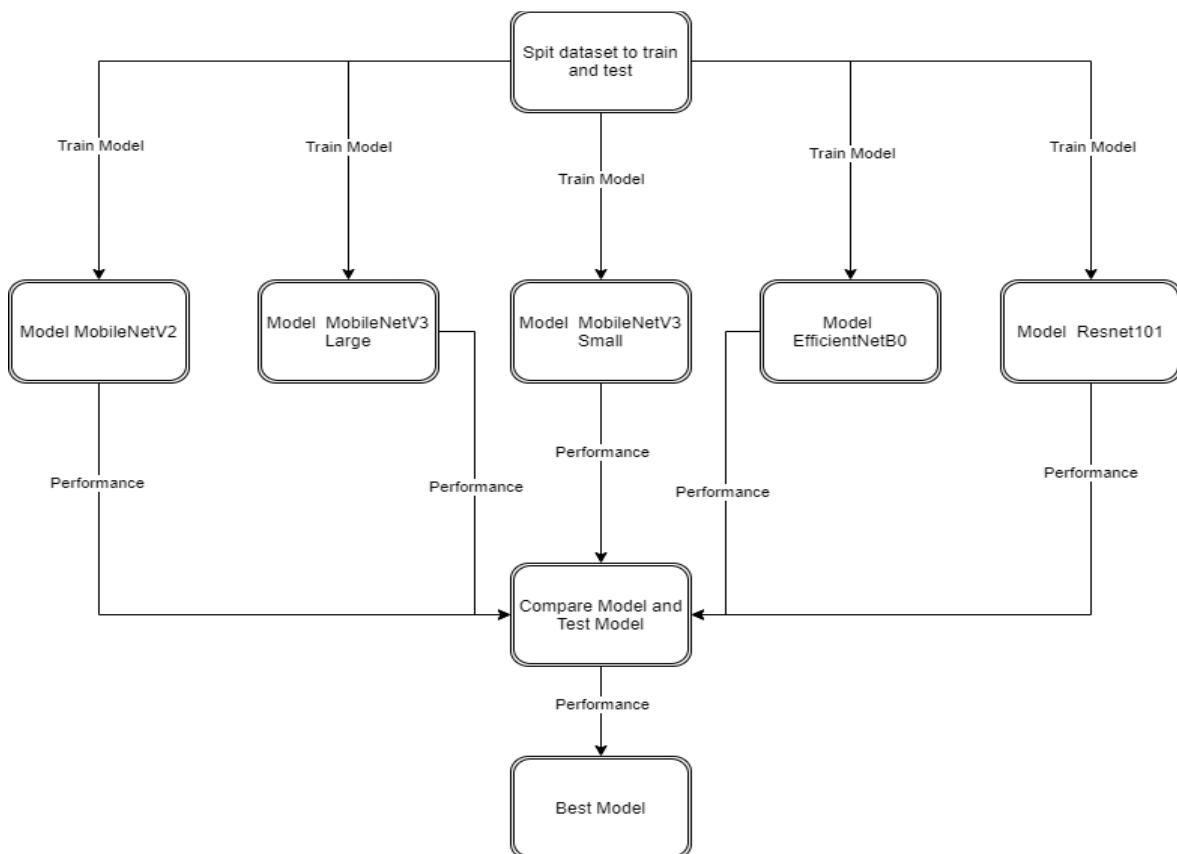 Spit dataset to train
and test
Train Model
Train Model
Train Model
Train Model
Train Model
Model MobileNetV2
Model MobileNetV3
Large
Model MobileNetV3
Small
Model
EfficientNetB0
Model Resnet101
Performance
Performance
Performance
Performance
Performance
Compare Model and
Test Model
Performance
Best Model